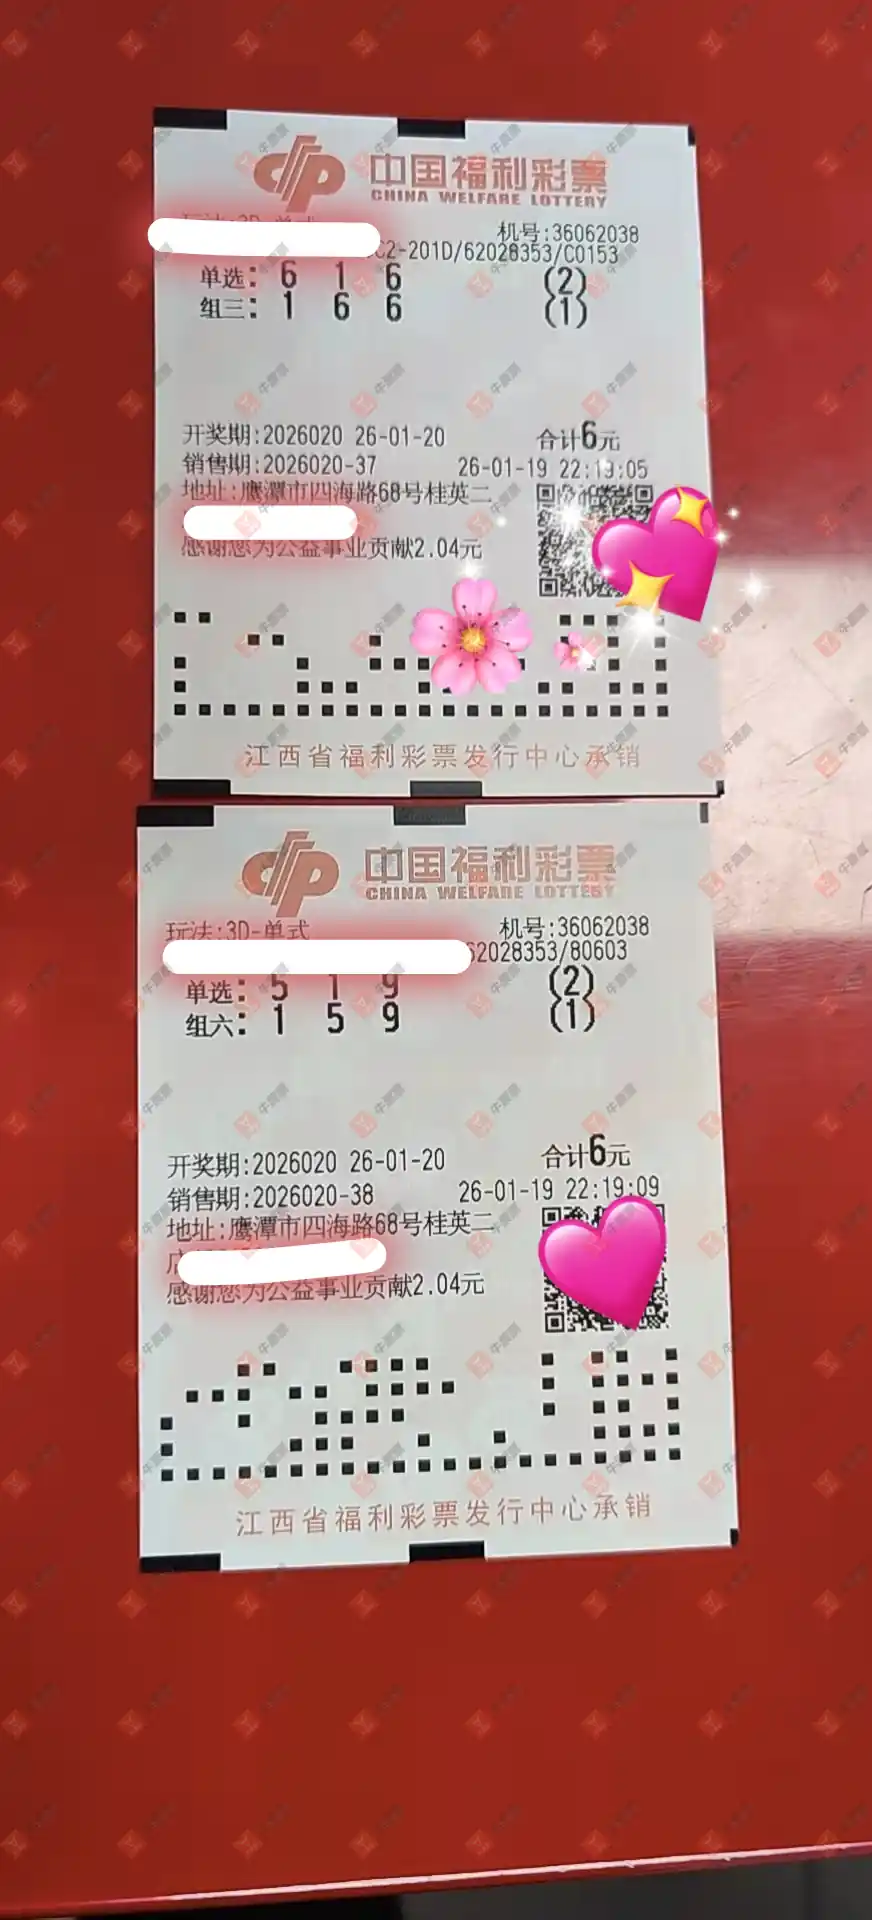 中国福利彩票
CHINA WELFARE LOTTERY
机号:36062038
C2-201D/62028353/C0153
单选: 6 1 6 (2)
组三: 1 6 6 (1)
开奖期:2026020 26-01-20 合计6元
销售期:2026020-37 26-01-19 22:19:05
地址:鹰潭市四海路68号桂英二
感谢您为公益事业贡献2.04元
江西省福利彩票发行中心承销
中国福利彩票
CHINA WELFARE LOTTERY
玩法:3D-单式 机号:36062038
62028353/80603
单选: 5 1 9 (2)
组六: 1 5 9 (1)
开奖期:2026020 26-01-20 合计6元
销售期:2026020-38 26-01-19 22:19:09
地址:鹰潭市四海路68号桂英二
感谢您为公益事业贡献2.04元
江西省福利彩票发行中心承销